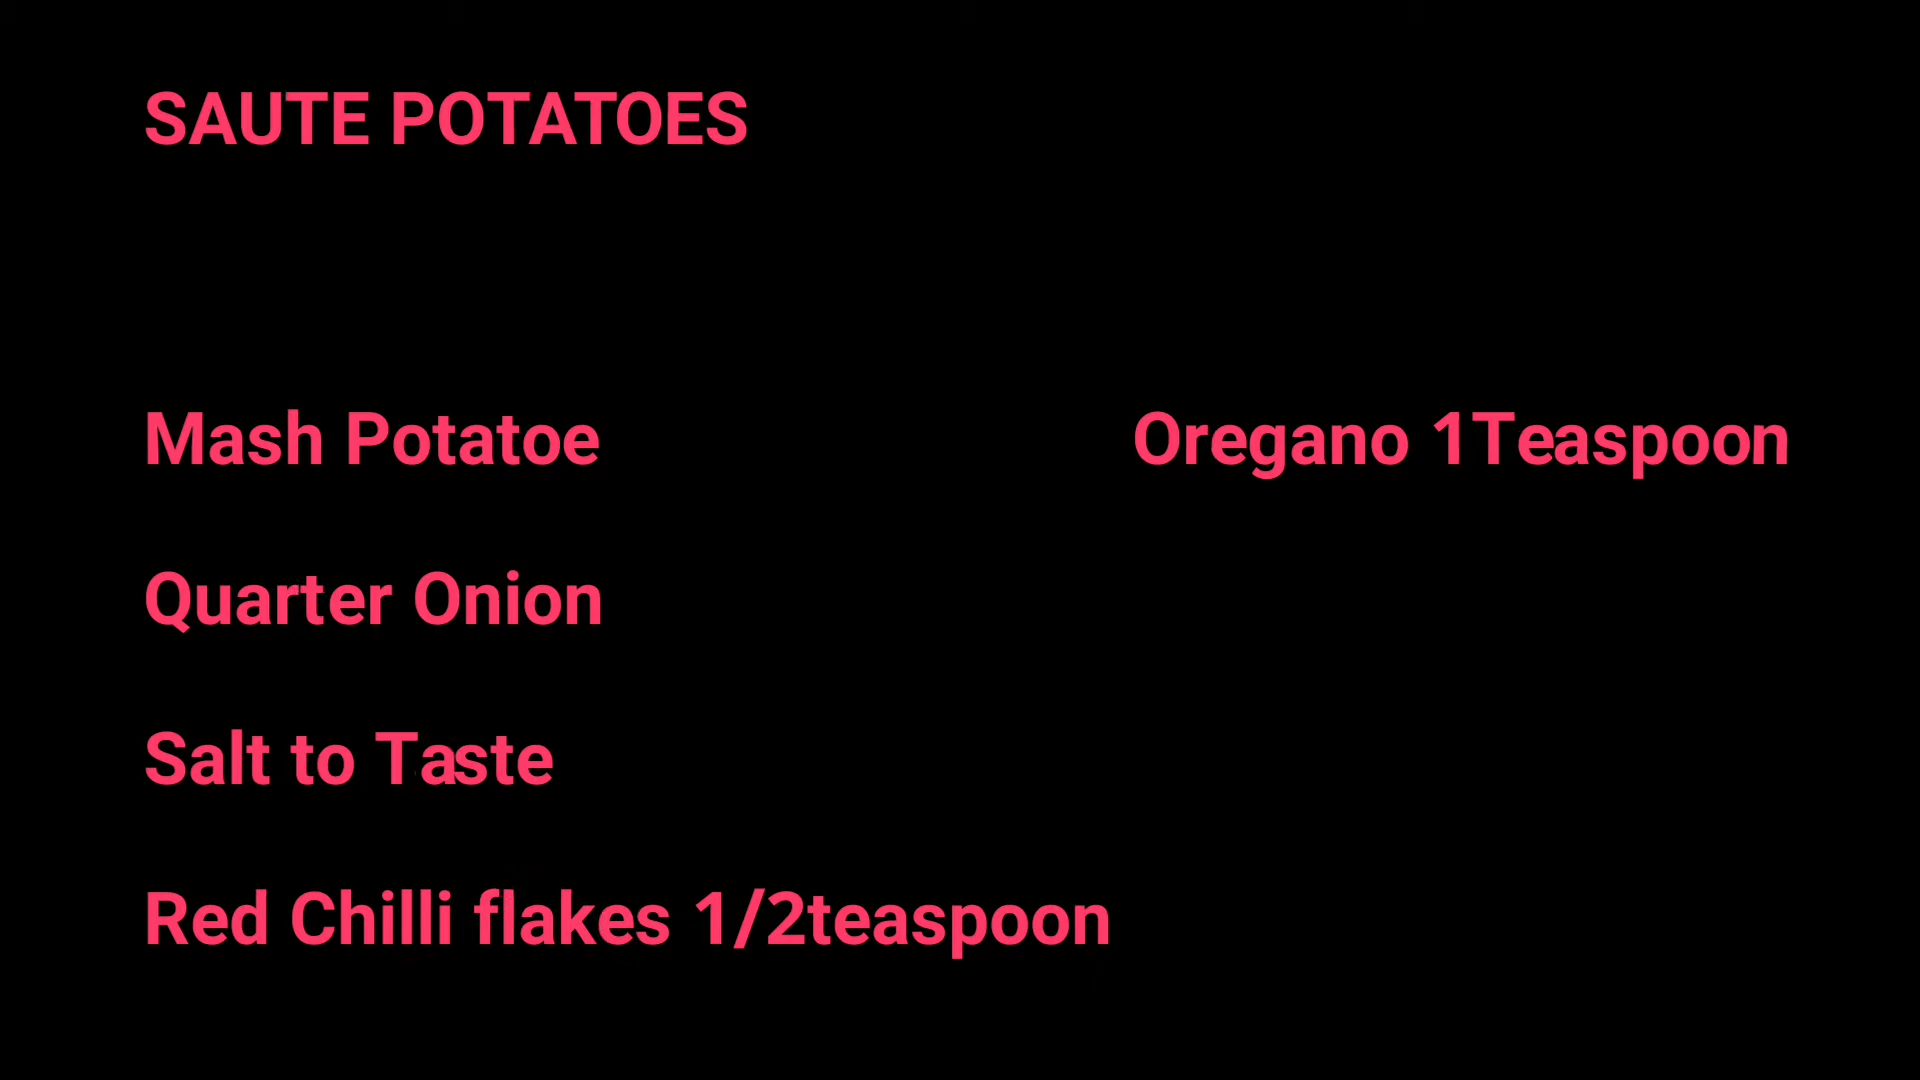 SAUTE POTATOES
Mash Potatoe
Quarter Onion
Salt to Taste
Red Chilli flakes 1/2teaspoon
Oregano 1Teaspoon